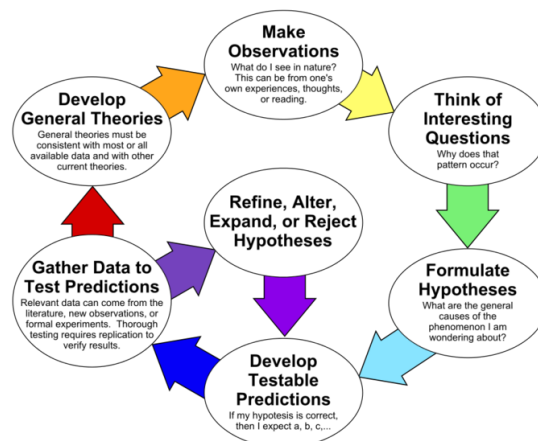 Make
Observations
What do I see in nature?
This can be from one's
own experiences, thoughts,
or reading.
Think of
Interesting
Questions
Why does that
pattern occur?
Formulate
Hypotheses
What are the general
causes of the
phenomenon I am
wondering about?
Develop
Testable
Predictions
If my hypotesis is correct,
then I expect a, b, c,...
Gather Data to
Test Predictions
Relevant data can come from the
literature, new observations, or
formal experiments. Thorough
testing requires replication to
verify results.
Refine, Alter,
Expand, or Reject
Hypotheses
Develop
General Theories
General theories must be
consistent with most or all
available data and with other
current theories.